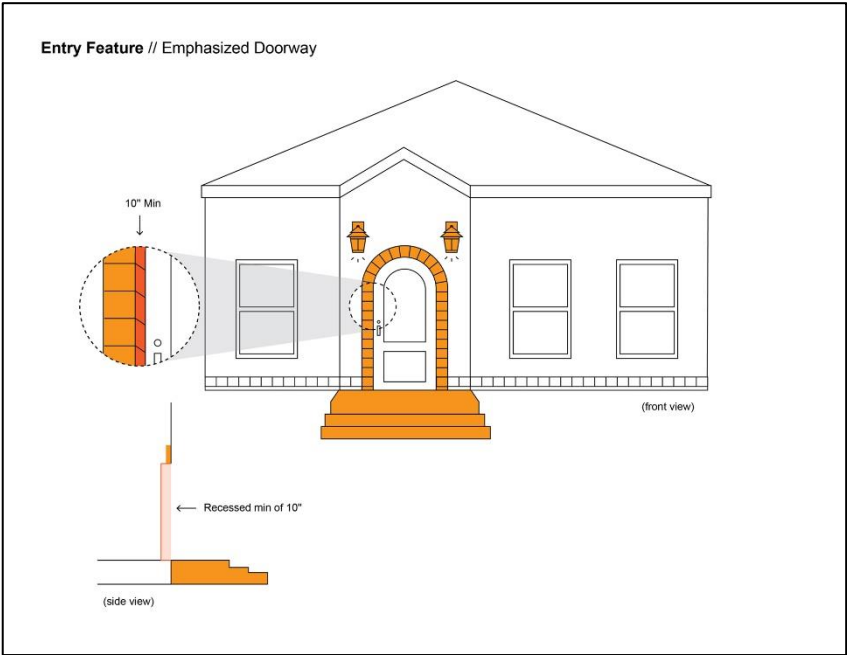 Entry Feature // Emphasized Doorway
10" Min
(front view)
Recessed min of 10"
(side view)